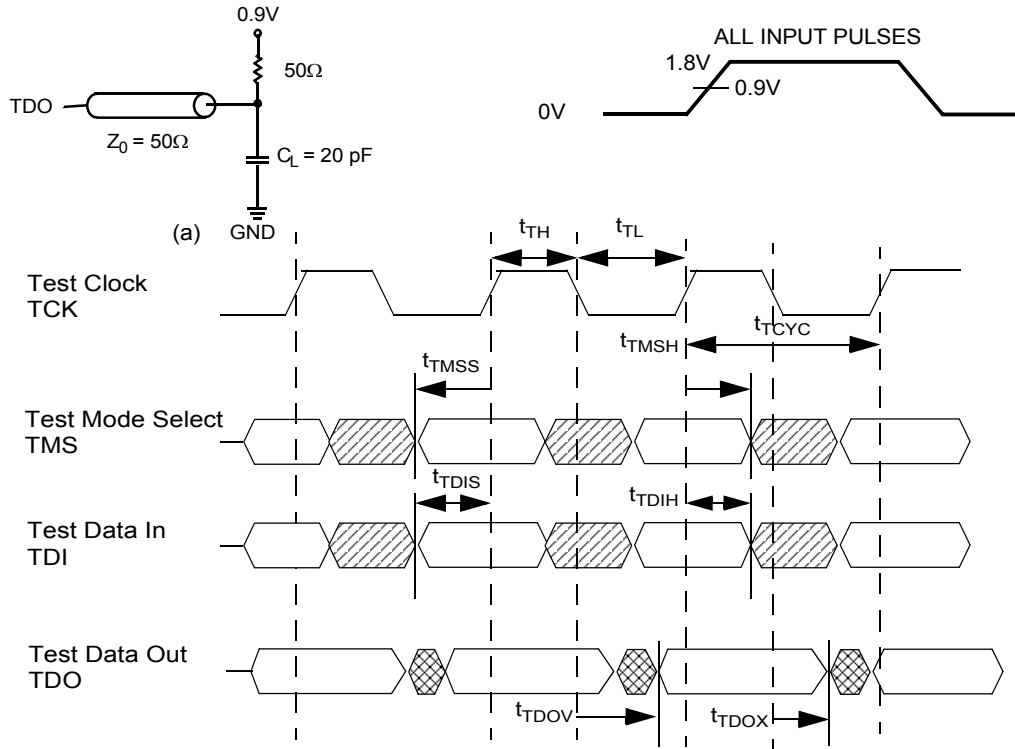 0.9V
ALL INPUT PULSES
50Ω
1.8V
0.9V
TDO
0V
Z0 = 50Ω
CL = 20 pF
(a)
GND
tTH
tTL
Test Clock
TCK
tTCYC
tTMSH
tTMSS
Test Mode Select
TMS
tTDIS
tTDIH
Test Data In
TDI
Test Data Out
TDO
tTDOV
tTDOX